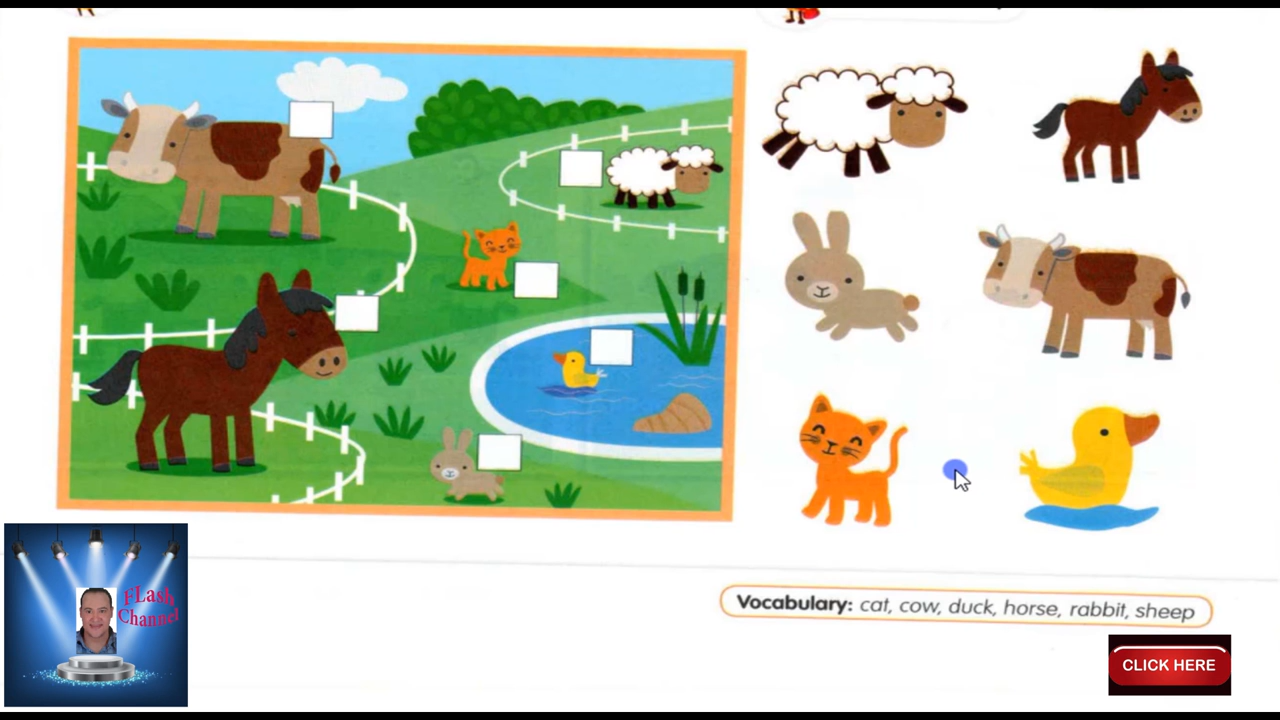 Vocabulary: cat, cow, duck, horse, rabbit, sheep
FLash
Channel
CLICK HERE